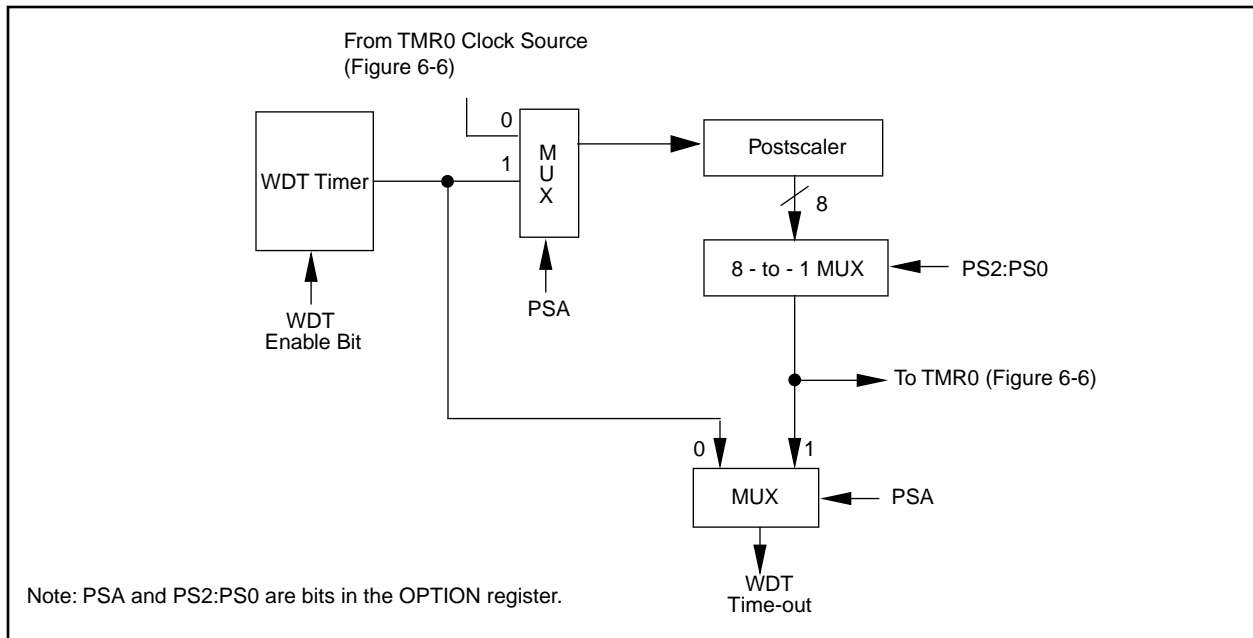 From TMR0 Clock Source
(Figure 6-6)
0
1
M
U
X
WDT Timer
Postscaler
8
8 - to - 1 MUX
PS2:PS0
PSA
WDT
Enable Bit
To TMR0 (Figure 6-6)
0
1
MUX
PSA
WDT
Time-out
Note: PSA and PS2:PS0 are bits in the OPTION register.